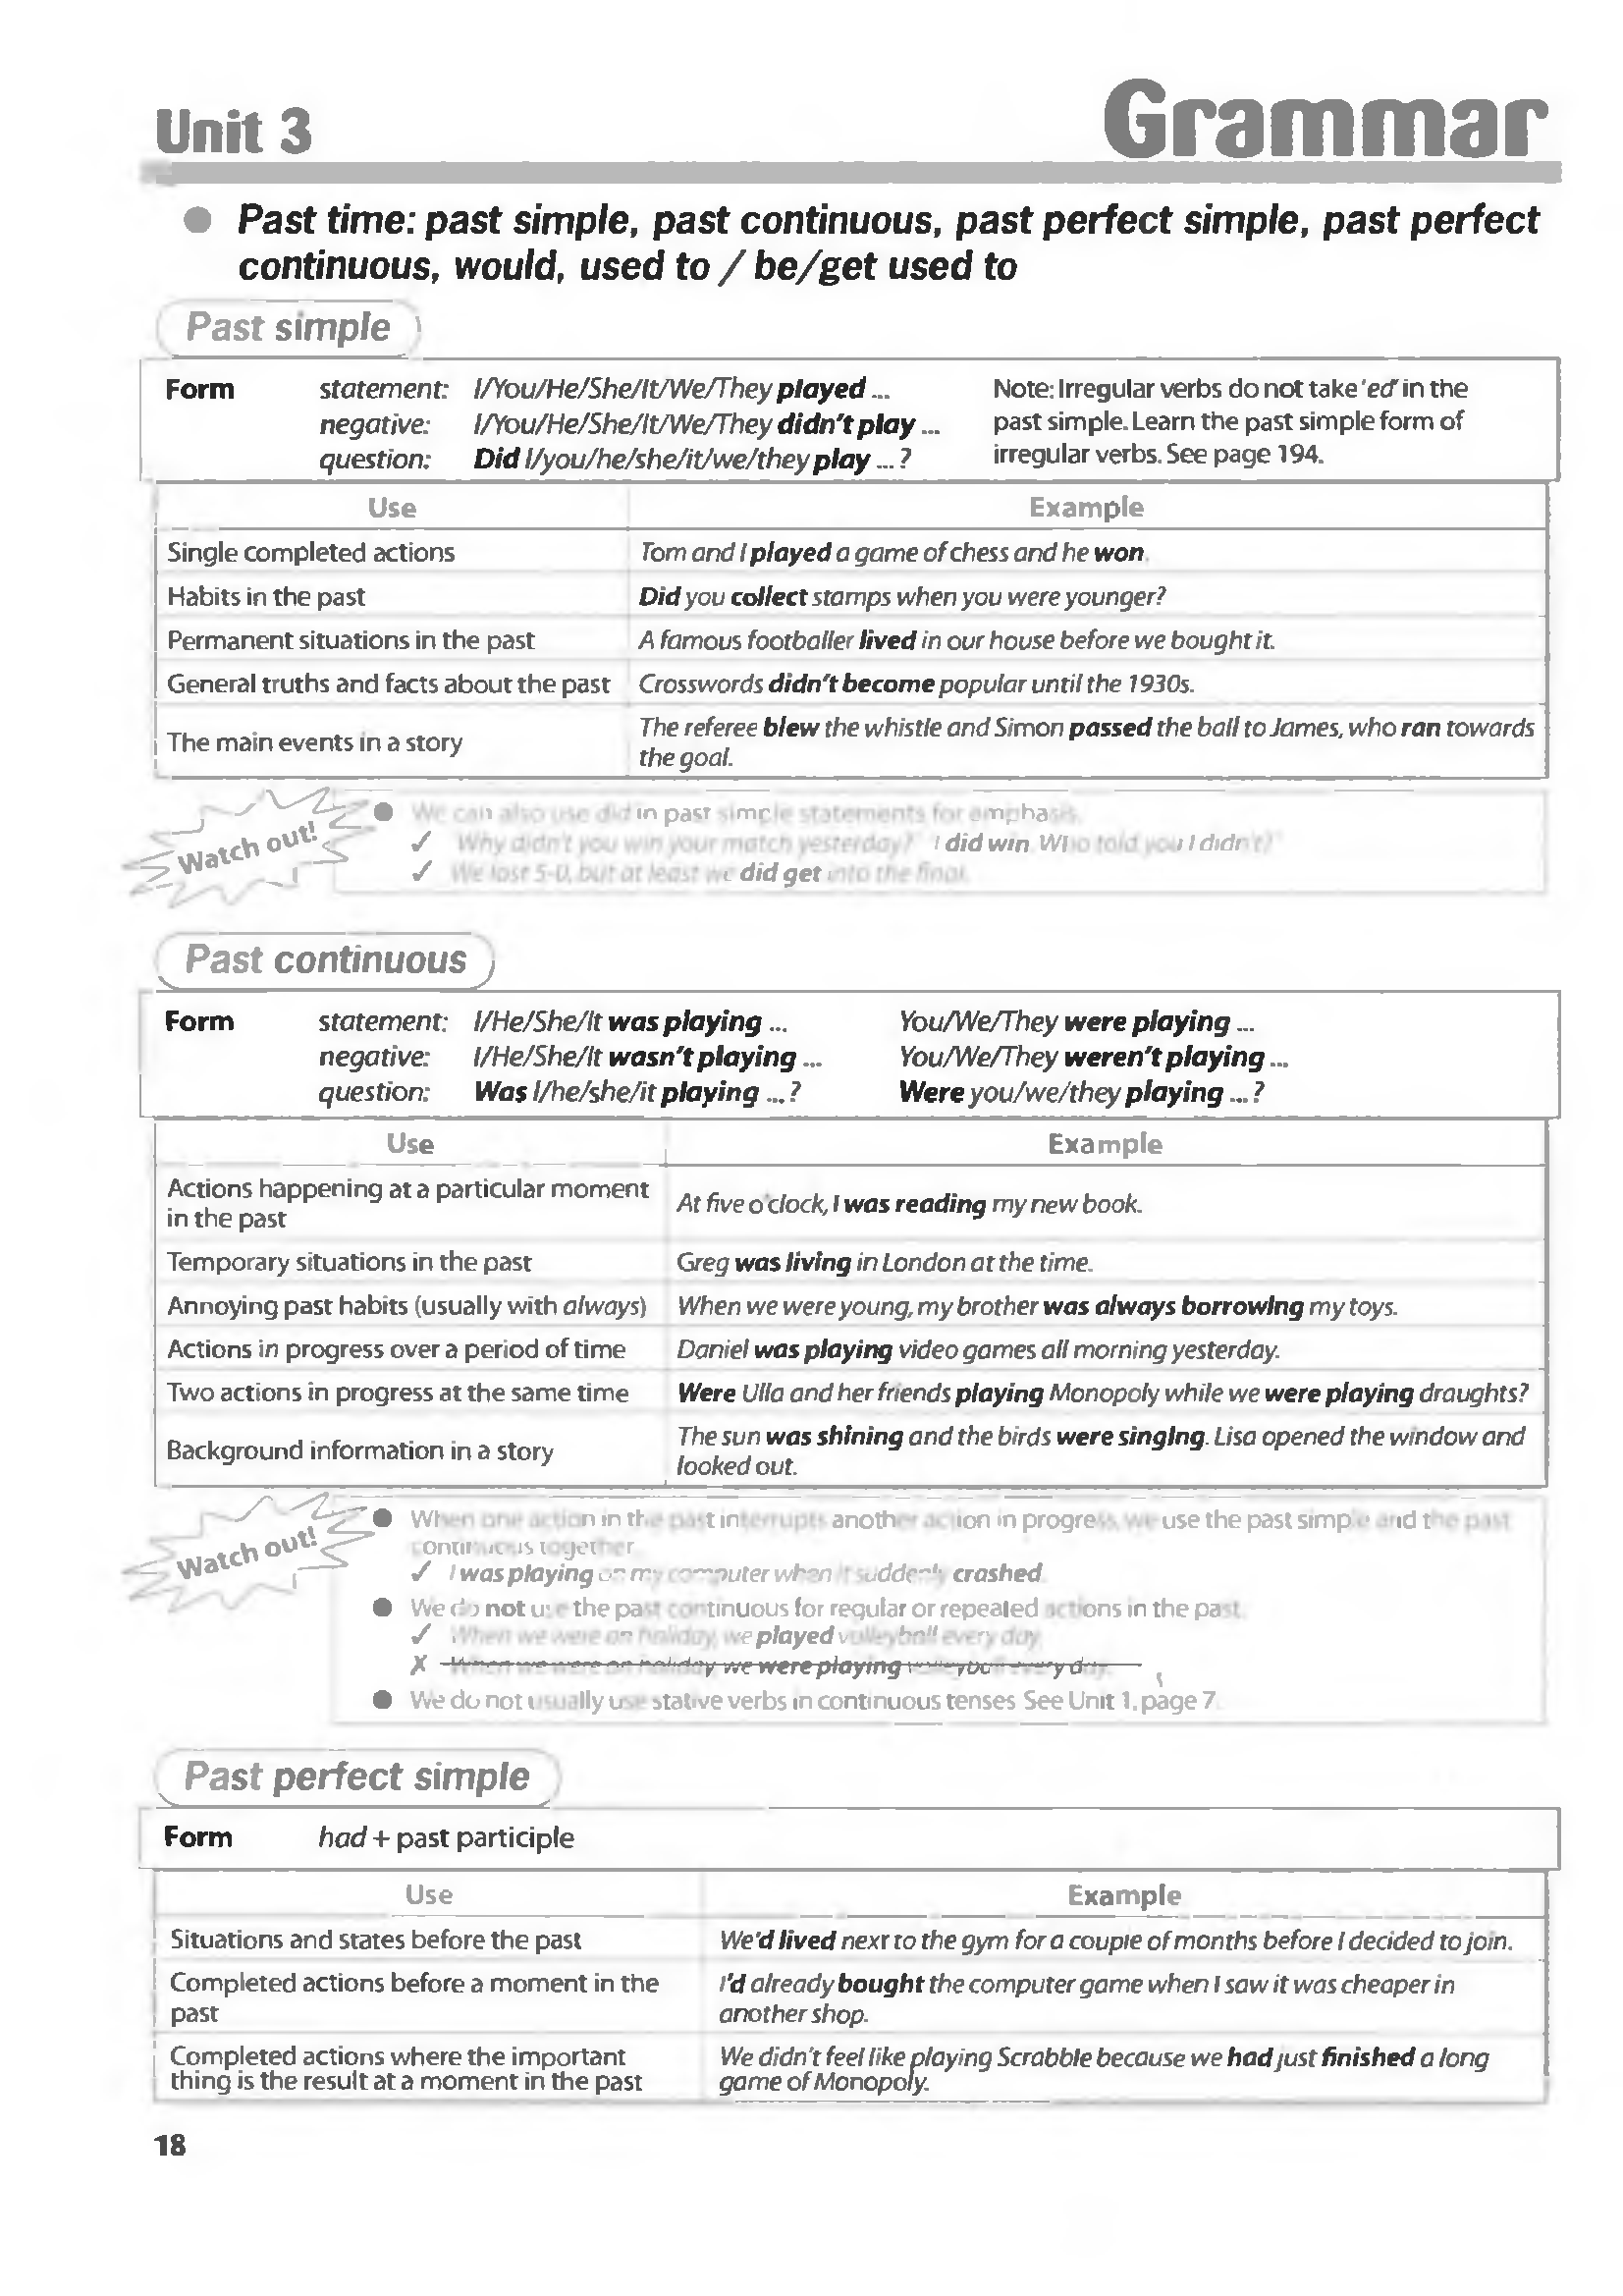 Unit 3
Grammar
● Past time: past simple, past continuous, past perfect simple, past perfect
continuous, would, used to / be/get used to
Past simple
Form statement: I/You/He/She/It/We/They played ... Note: Irregular verbs do not take 'ed' in the
negative: I/You/He/She/It/We/They didn't play ... past simple. Learn the past simple form of
question: Did I/you/he/she/it/we/they play ... ? irregular verbs. See page 194.
Use Example
Single completed actions Tom and I played a game of chess and he won.
Habits in the past Did you collect stamps when you were younger?
Permanent situations in the past A famous footballer lived in our house before we bought it.
General truths and facts about the past Crosswords didn't become popular until the 1930s.
The main events in a story The referee blew the whistle and Simon passed the ball to James, who ran towards
the goal.
Watch out!
● We can also use did in past simple statements for emphasis.
✓ 'Why didn't you win your match yesterday?' 'I did win. Who told you I didn't?'
✓ We lost 5-0, but at least we did get into the final.
Past continuous
Form statement: I/He/She/It was playing ... You/We/They were playing ...
negative: I/He/She/It wasn't playing ... You/We/They weren't playing ...
question: Was I/he/she/it playing ... ? Were you/we/they playing ... ?
Use Example
Actions happening at a particular moment
in the past At five o'clock, I was reading my new book.
Temporary situations in the past Greg was living in London at the time.
Annoying past habits (usually with always) When we were young, my brother was always borrowing my toys.
Actions in progress over a period of time Daniel was playing video games all morning yesterday.
Two actions in progress at the same time Were Ulla and her friends playing Monopoly while we were playing draughts?
Background information in a story The sun was shining and the birds were singing. Lisa opened the window and
looked out.
Watch out!
● When one action in the past interrupts another action in progress, we use the past simple and the past
continuous together.
✓ I was playing on my computer when it suddenly crashed.
● We do not use the past continuous for regular or repeated actions in the past.
✓ When we were on holiday, we played volleyball every day.
✗ When we were on holiday we were playing volleyball every day.
● We do not usually use stative verbs in continuous tenses. See Unit 1, page 7.
Past perfect simple
Form had + past participle
Use Example
Situations and states before the past We'd lived next to the gym for a couple of months before I decided to join.
Completed actions before a moment in the
past I'd already bought the computer game when I saw it was cheaper in
another shop.
Completed actions where the important
thing is the result at a moment in the past We didn't feel like playing Scrabble because we had just finished a long
game of Monopoly.
18